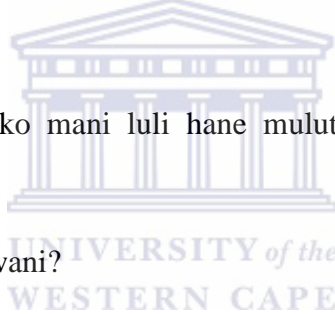 ko mani luli hane mulut
vani?
UNIVERSITY of the
WESTERN CAPE